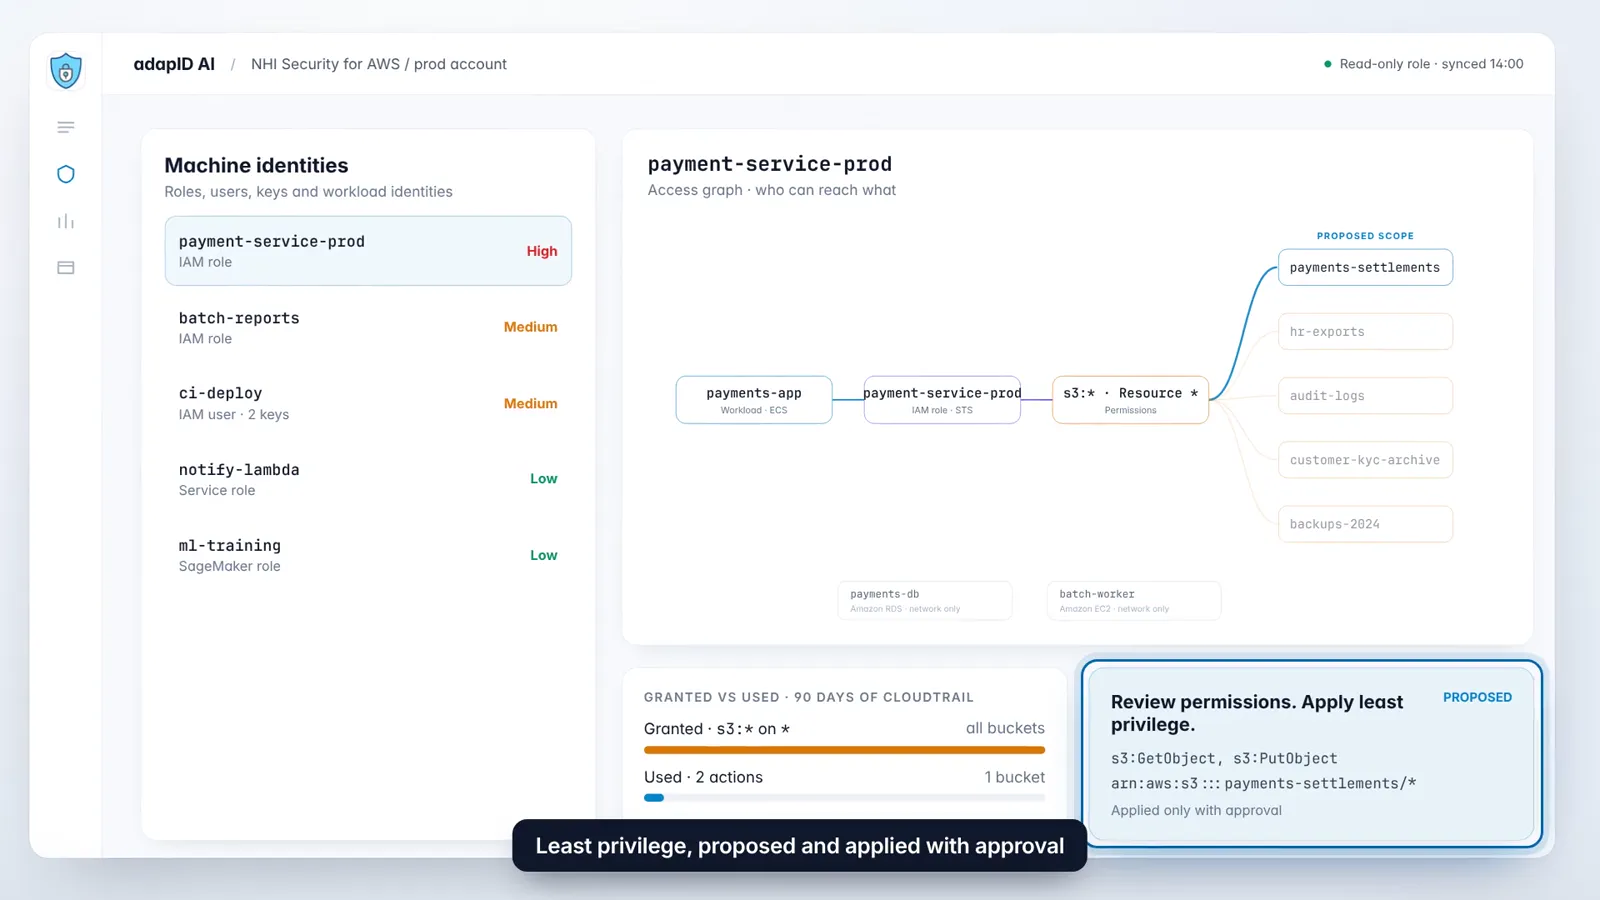 adapID AI / NHI Security for AWS / prod account
Read-only role · synced 14:00
Machine identities
Roles, users, keys and workload identities
payment-service-prod
IAM role
High
batch-reports
IAM role
Medium
ci-deploy
IAM user · 2 keys
Medium
notify-lambda
Service role
Low
ml-training
SageMaker role
Low
payment-service-prod
Access graph · who can reach what
PROPOSED SCOPE
payments-settlements
hr-exports
audit-logs
customer-kyc-archive
backups-2024
payments-app
Workload · ECS
payment-service-prod
IAM role · STS
s3:* · Resource *
Permissions
payments-db
Amazon RDS · network only
batch-worker
Amazon EC2 · network only
GRANTED VS USED · 90 DAYS OF CLOUDTRAIL
Granted · s3:* on *
all buckets
Used · 2 actions
1 bucket
Review permissions. Apply least
privilege.
PROPOSED
s3:GetObject, s3:PutObject
arn:aws:s3:::payments-settlements/*
Applied only with approval
Least privilege, proposed and applied with approval